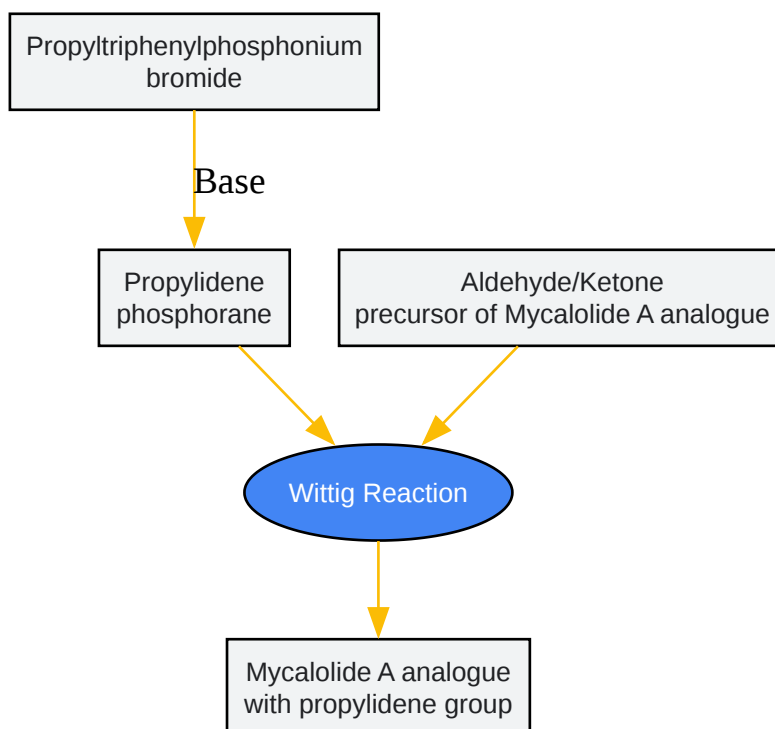 Propyltriphenylphosphonium
bromide
Base
Propylidene
phosphorane
Aldehyde/Ketone
precursor of Mycalolide A analogue
Wittig Reaction
Mycalolide A analogue
with propylidene group